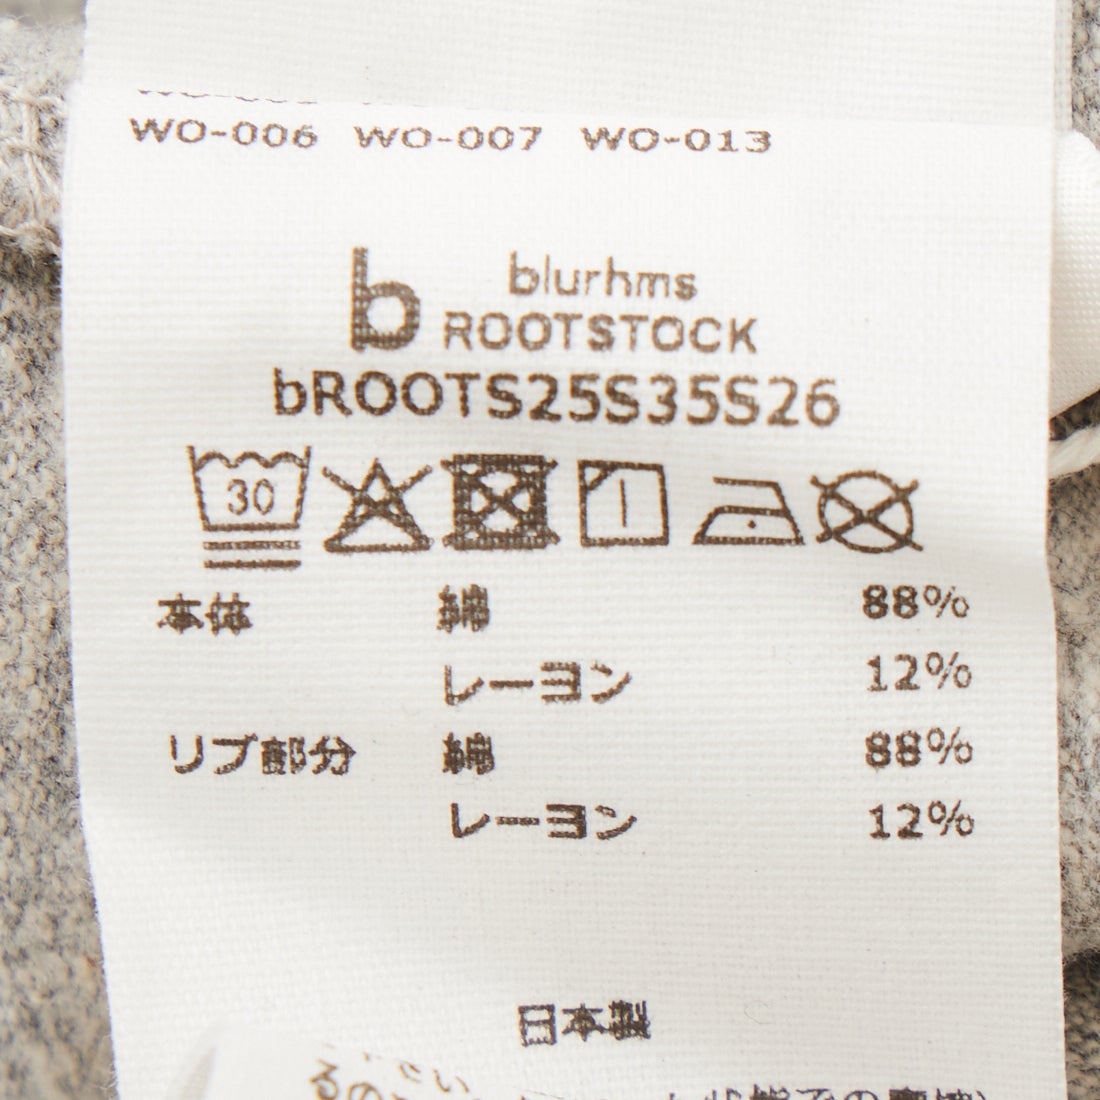 WO-006 WO-007 WO-013
b blurhms
ROOTSTOCK
bROOTS25S35S26
30
本体 綿 88%
レーヨン 12%
リブ部分 綿 88%
レーヨン 12%
日本製